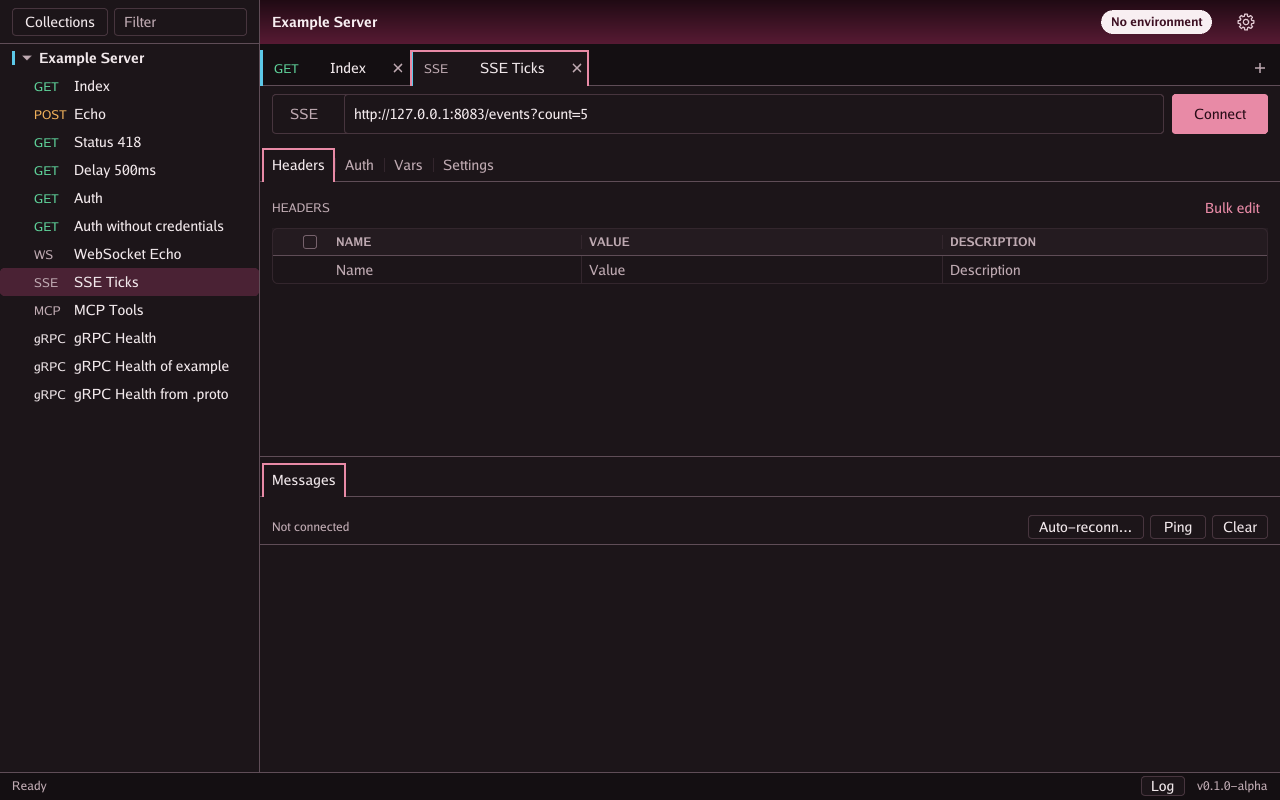 Collections
Filter
Example Server
No environment
Example Server
GET Index
POST Echo
GET Status 418
GET Delay 500ms
GET Auth
GET Auth without credentials
WS WebSocket Echo
SSE SSE Ticks
MCP MCP Tools
gRPC gRPC Health
gRPC gRPC Health of example
gRPC gRPC Health from .proto
GET Index
SSE SSE Ticks
SSE http://127.0.0.1:8083/events?count=5 Connect
Headers Auth Vars Settings
HEADERS Bulk edit
NAME VALUE DESCRIPTION
Name Value Description
Messages
Not connected Auto-reconn... Ping Clear
Ready Log v0.1.0-alpha